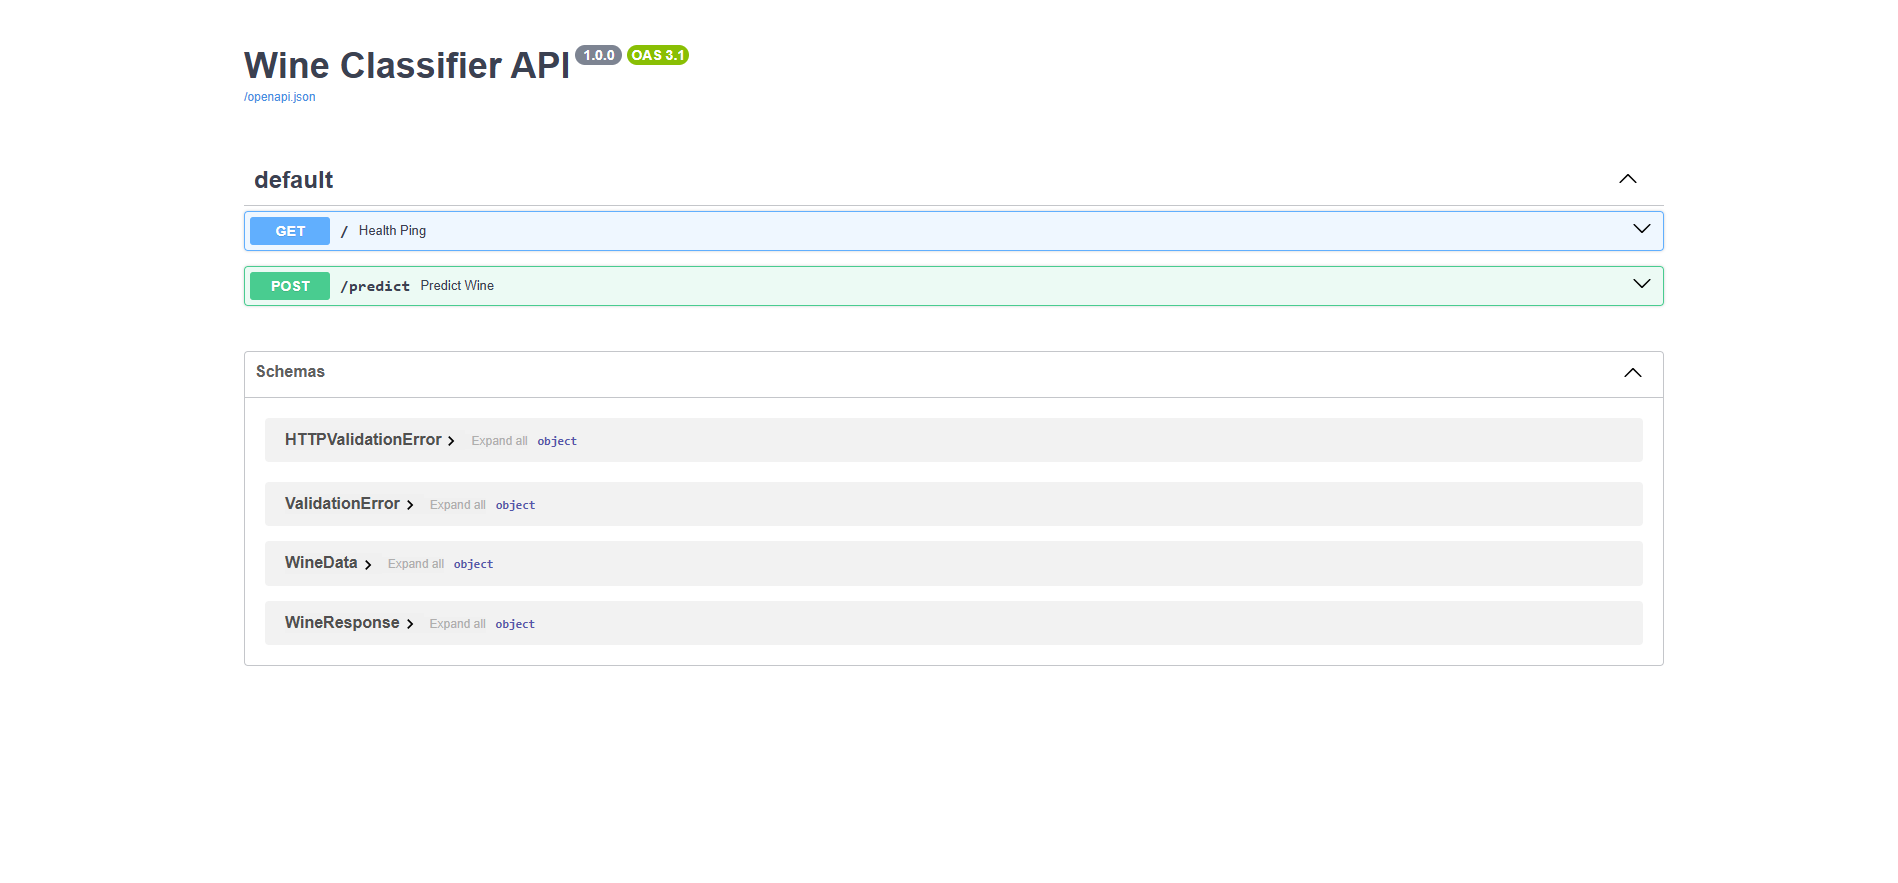 Wine Classifier API 1.0.0 OAS 3.1
/openapi.json
default
GET / Health Ping
POST /predict Predict Wine
Schemas
HTTPValidationError Expand all object
ValidationError Expand all object
WineData Expand all object
WineResponse Expand all object